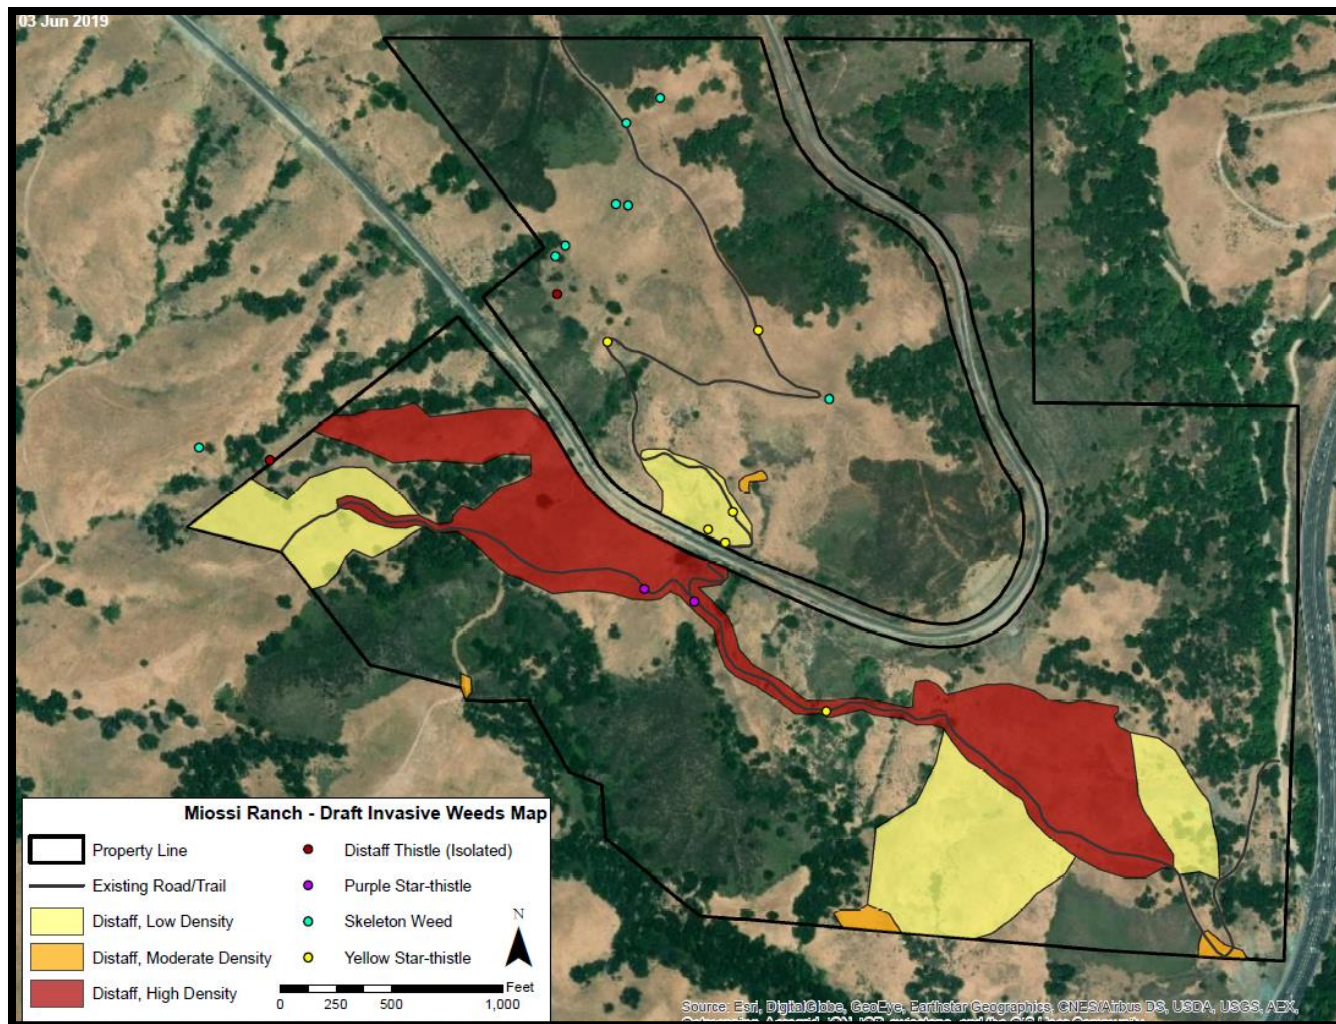 03 Jun 2019
Miossi Ranch - Draft Invasive Weeds Map
Property Line
Distaff Thistle (Isolated)
Existing Road/Trail
Purple Star-thistle
Distaff, Low Density
Skeleton Weed
N
Distaff, Moderate Density
Yellow Star-thistle
Distaff, High Density
Feet
0 250 500 1,000
Source: Esri, DigitalGlobe, GeoEye, Earthstar Geographics, CNES/Airbus DS, USDA, USGS, AEX,